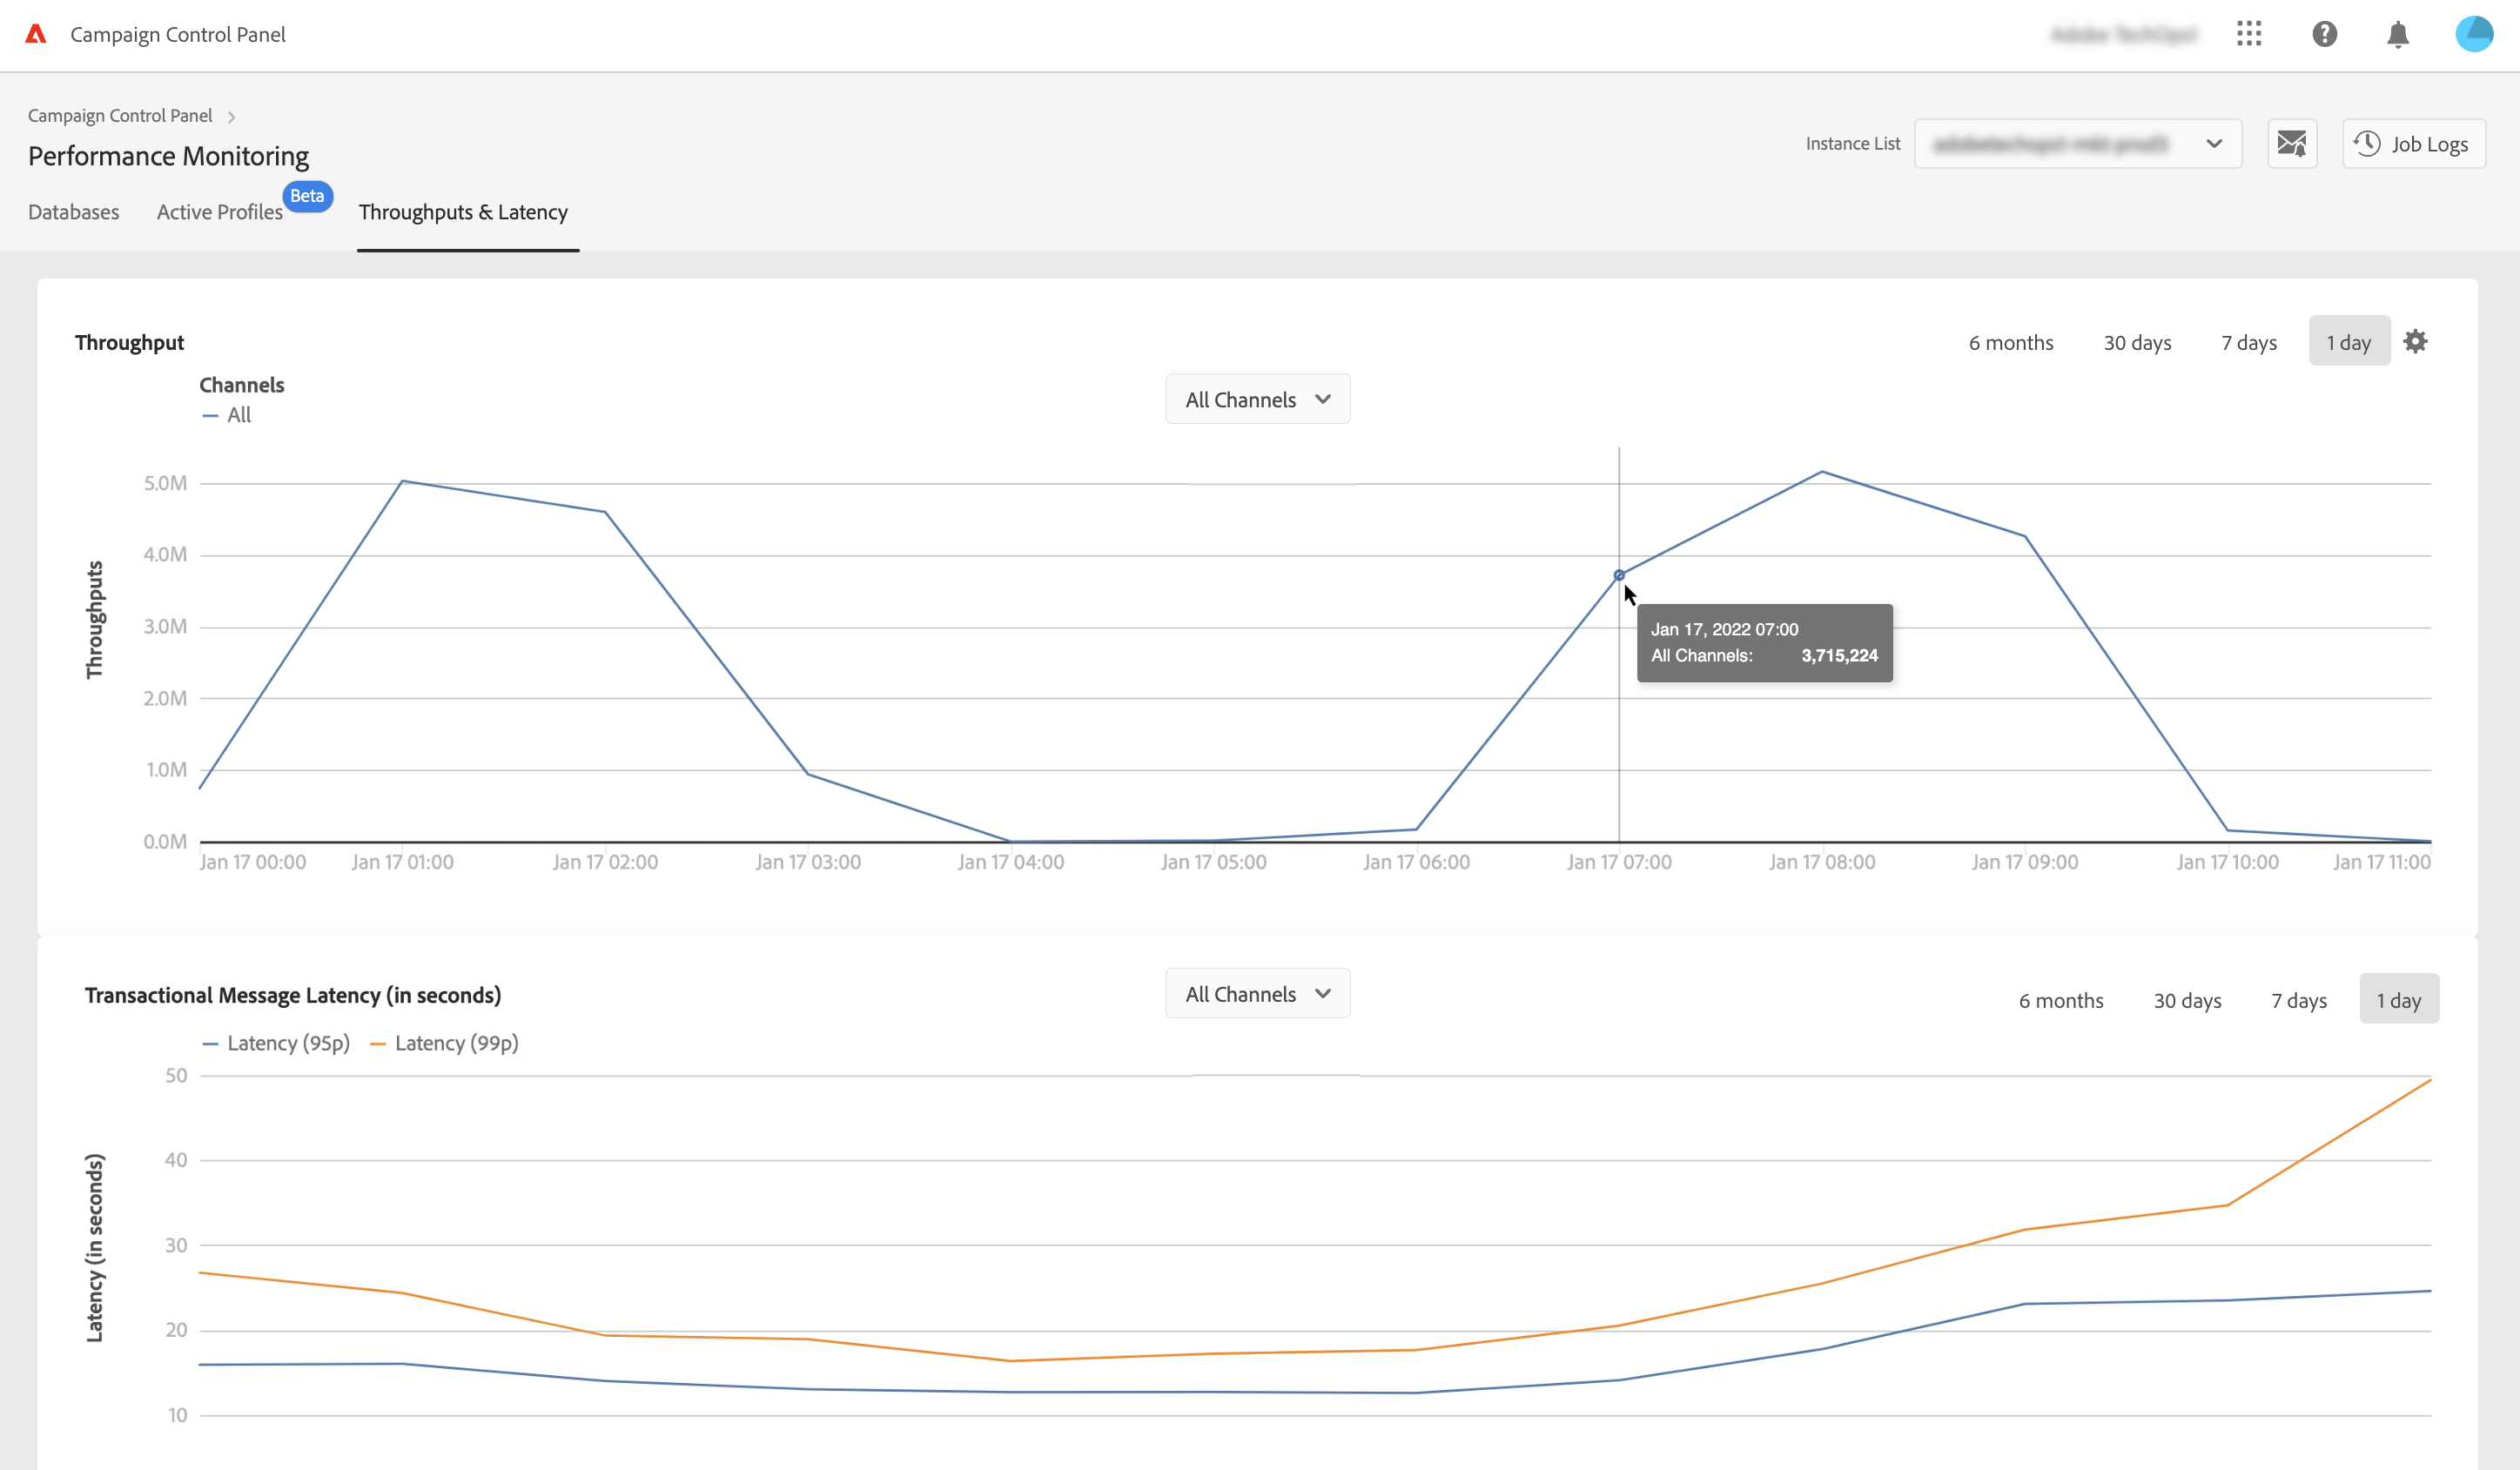 Campaign Control Panel
Campaign Control Panel
Performance Monitoring
Instance List
Job Logs
Databases
Active Profiles
Beta
Throughputs & Latency
Throughput
6 months
30 days
7 days
1 day
Channels
All
All Channels
5.0M
4.0M
3.0M
2.0M
1.0M
0.0M
Throughputs
Jan 17, 2022 07:00
All Channels: 3,715,224
Jan 17 00:00
Jan 17 01:00
Jan 17 02:00
Jan 17 03:00
Jan 17 04:00
Jan 17 05:00
Jan 17 06:00
Jan 17 07:00
Jan 17 08:00
Jan 17 09:00
Jan 17 10:00
Jan 17 11:00
Transactional Message Latency (in seconds)
All Channels
6 months
30 days
7 days
1 day
Latency (95p)
Latency (99p)
50
40
30
20
10
Latency (in seconds)